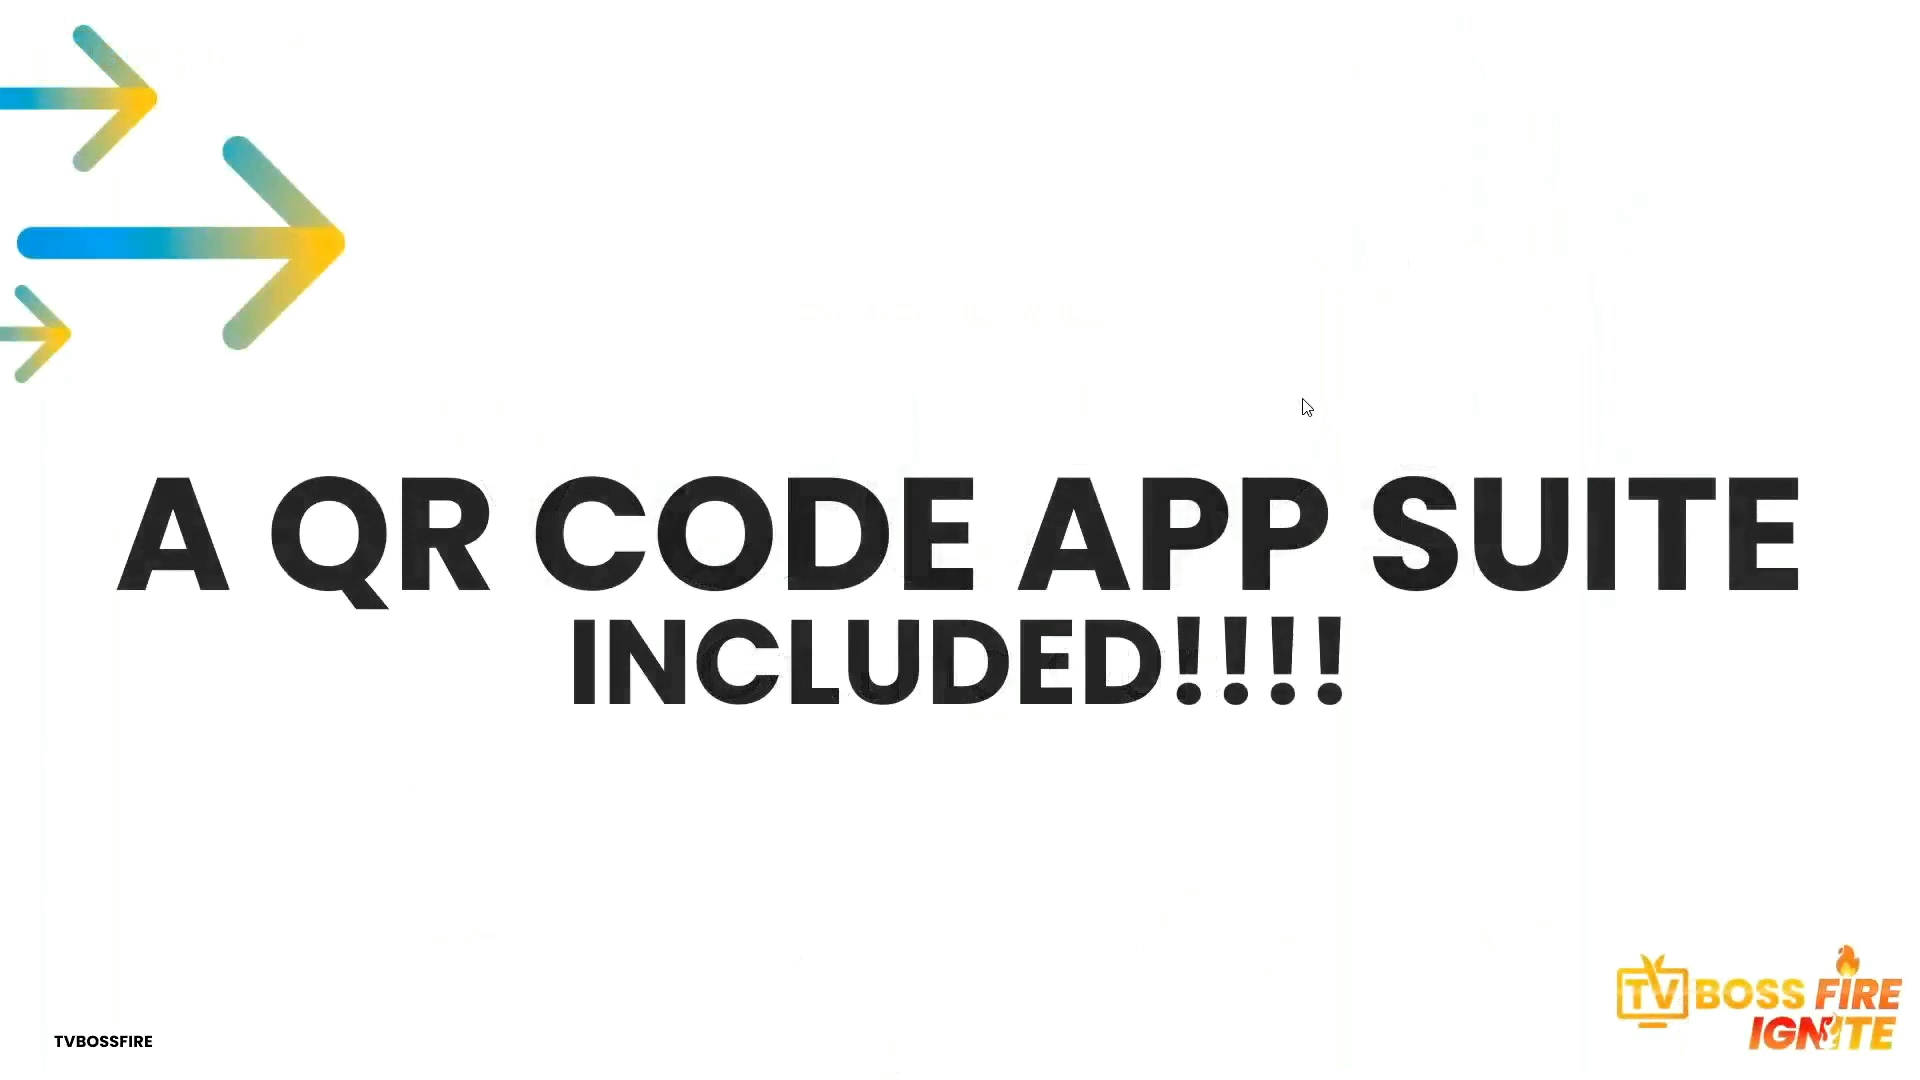 A QR CODE APP SUITE
INCLUDED!!!!
TV BOSS FIRE
IGNITE
TVBOSSFIRE